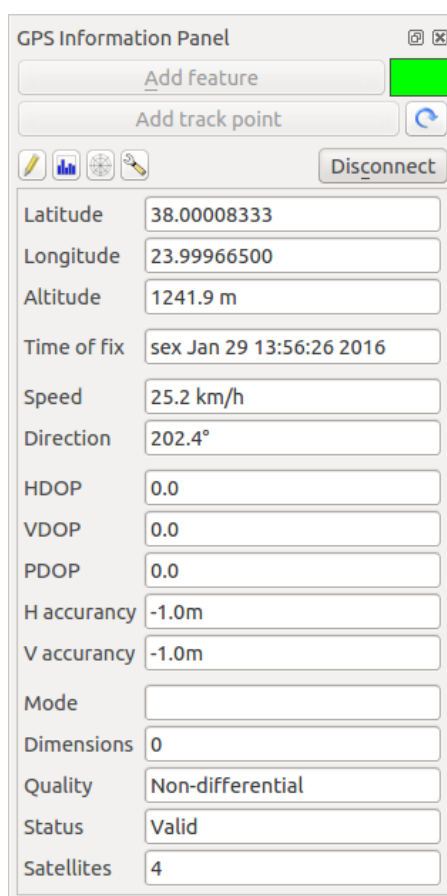 GPS Information Panel
Add feature
Add track point
Disconnect
Latitude 38.00008333
Longitude 23.99966500
Altitude 1241.9 m
Time of fix sex Jan 29 13:56:26 2016
Speed 25.2 km/h
Direction 202.4°
HDOP 0.0
VDOP 0.0
PDOP 0.0
H accurancy -1.0m
V accurancy -1.0m
Mode
Dimensions 0
Quality Non-differential
Status Valid
Satellites 4